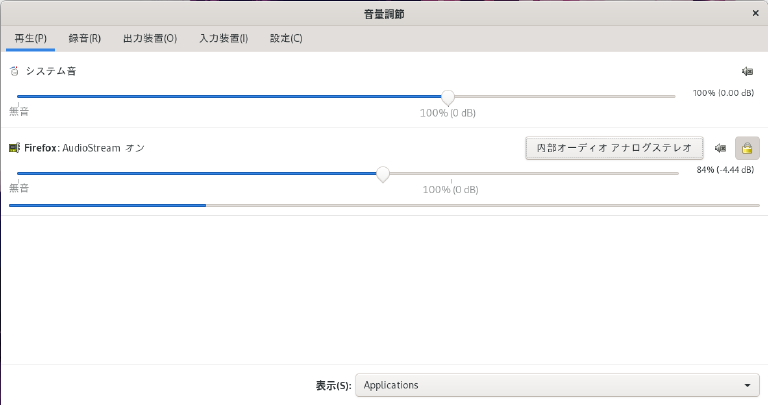 音量調節
再生(P) 録音(R) 出力装置(O) 入力装置(I) 設定(C)
システム音
100% (0.00 dB)
無音 100% (0 dB)
Firefox: AudioStream オン 内部オーディオ アナログステレオ
84% (-4.44 dB)
無音 100% (0 dB)
表示(S): Applications